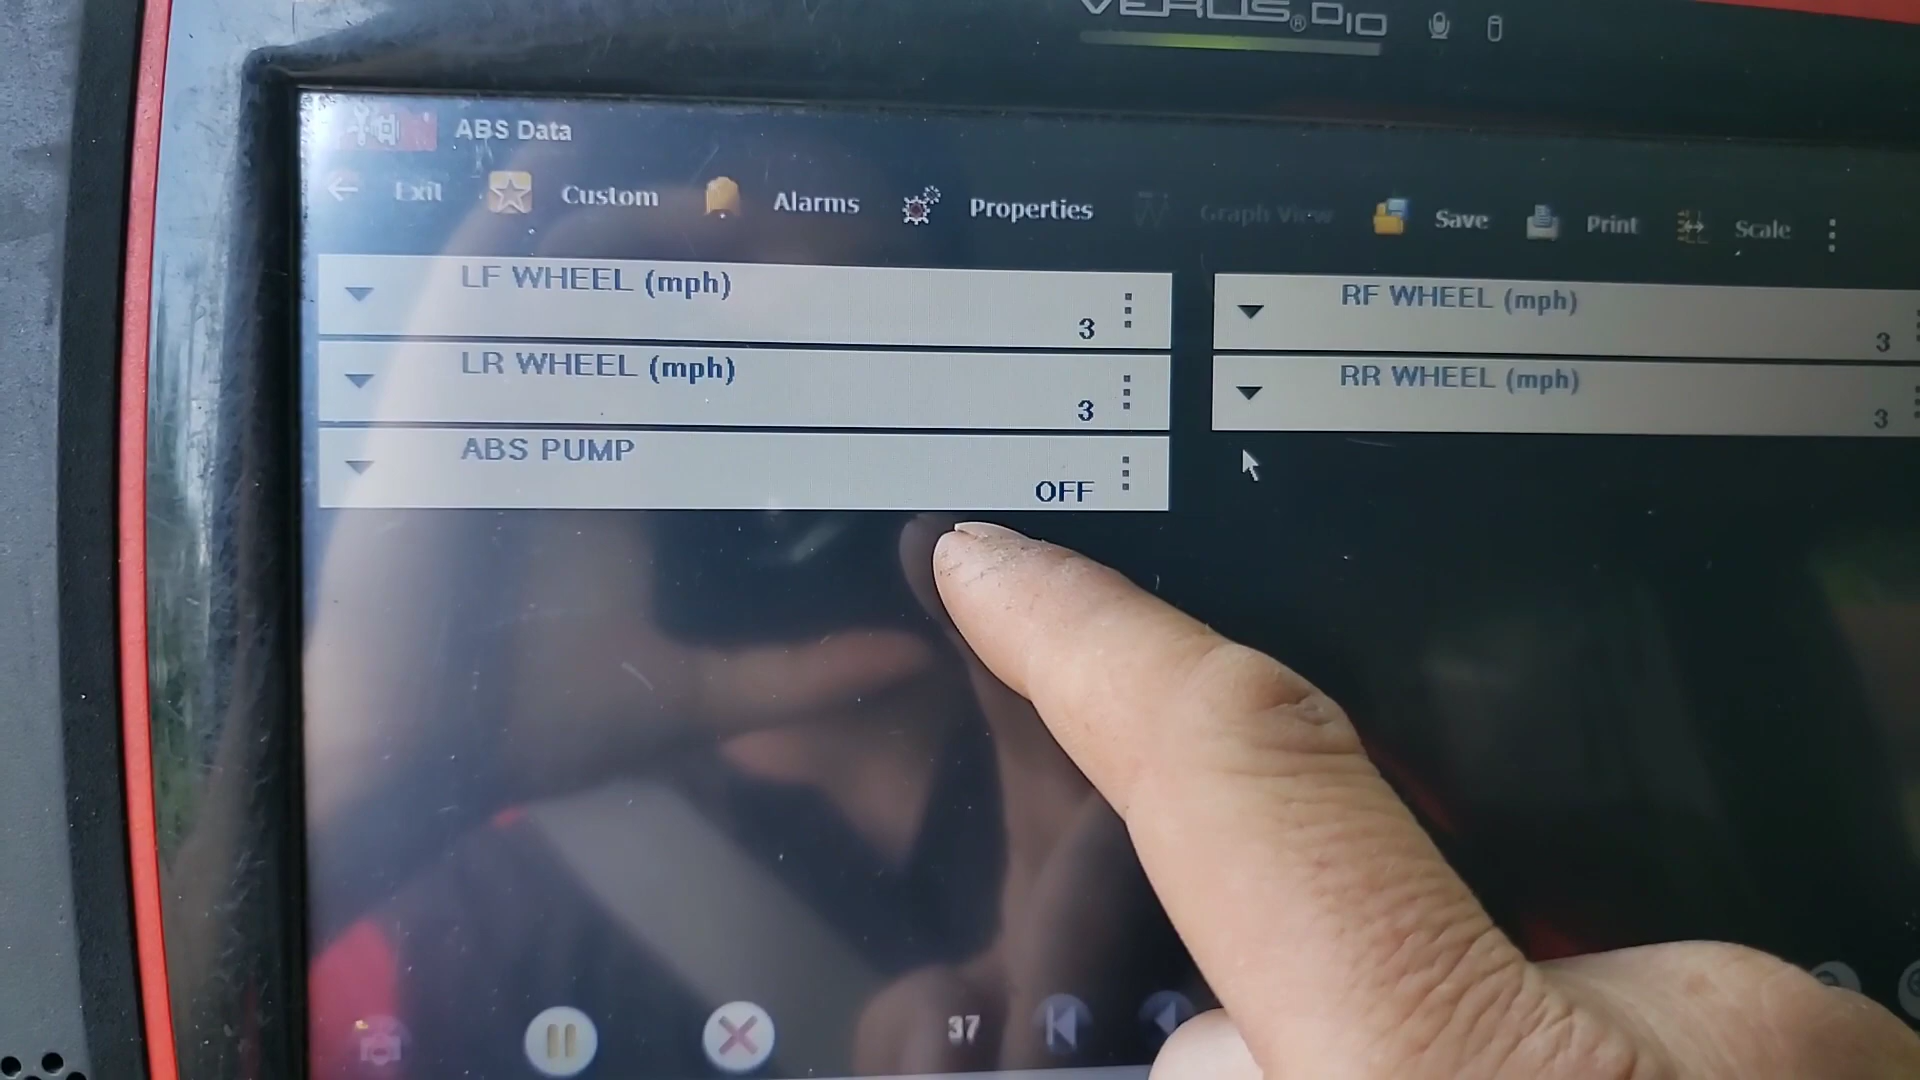 VERUS® PRO
ABS Data
Exit Custom Alarms Properties Graph View Save Print Scale
LF WHEEL (mph)
3
RF WHEEL (mph)
3
LR WHEEL (mph)
3
RR WHEEL (mph)
3
ABS PUMP
OFF
37